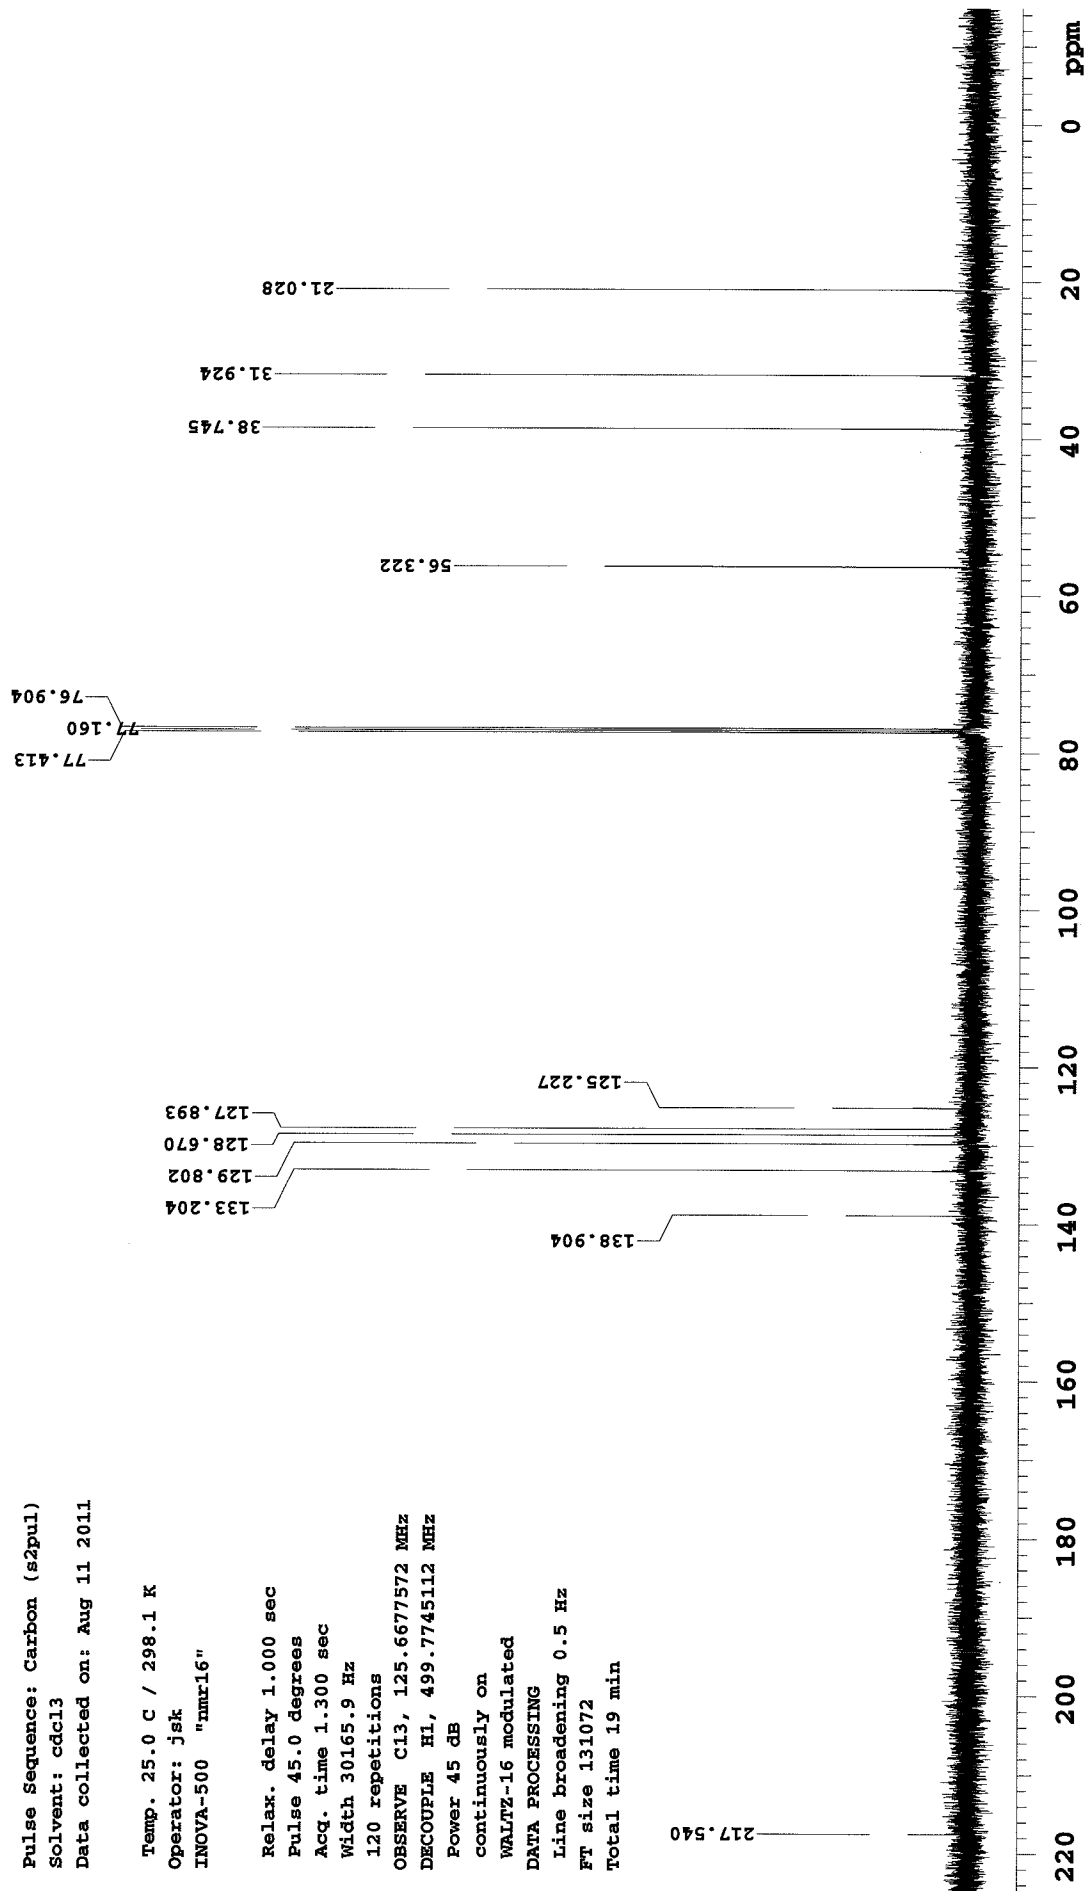 Pulse Sequence: Carbon (s2pul)
Solvent: cdcl3
Data collected on: Aug 11 2011
Temp. 25.0 C / 298.1 K
Operator: jsk
INOVA-500 "nmr16"
Relax. delay 1.000 sec
Pulse 45.0 degrees
Acq. time 1.300 sec
Width 30165.9 Hz
120 repetitions
OBSERVE C13, 125.6677572 MHz
DECOUPLE H1, 499.7745112 MHz
Power 45 dB
continuously on
WALTZ-16 modulated
DATA PROCESSING
Line broadening 0.5 Hz
FT size 131072
Total time 19 min
217.540
138.904
133.204
129.802
128.670
127.893
125.227
77.413
77.160
76.904
56.322
38.745
31.924
21.028
220 200 180 160 140 120 100 80 60 40 20 0 ppm